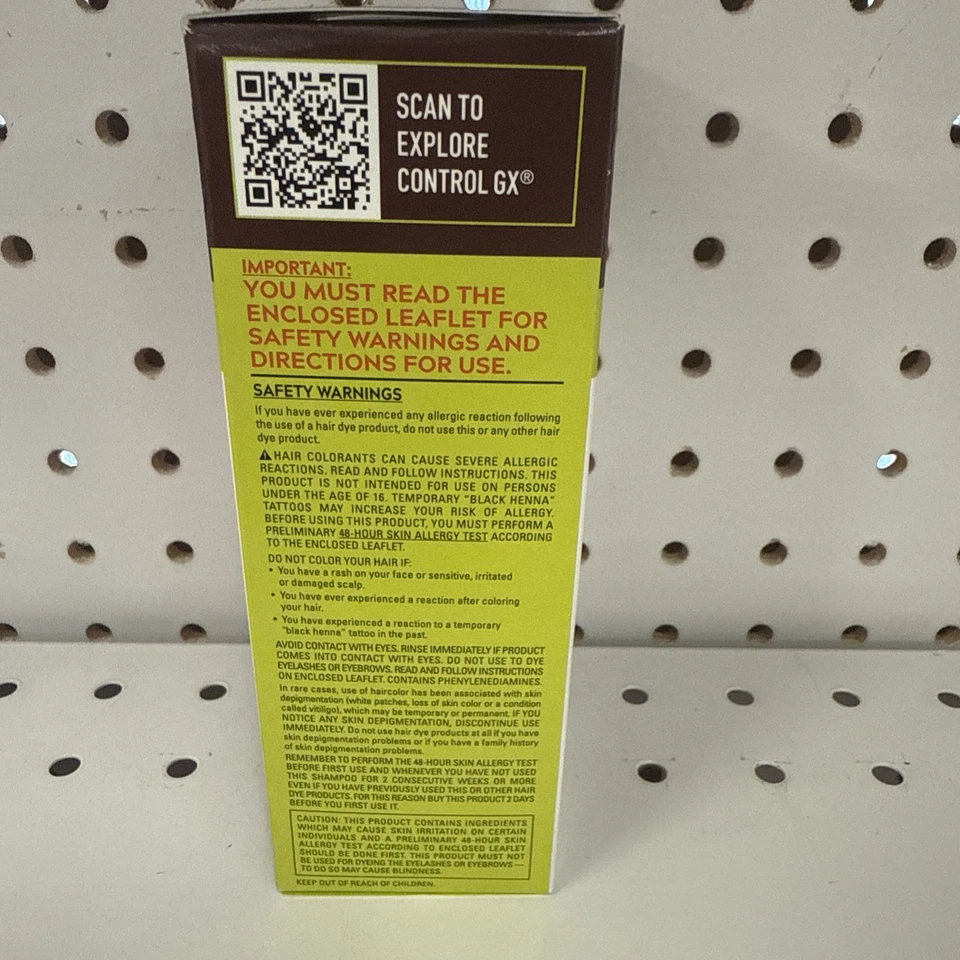 SCAN TO
EXPLORE
CONTROL GX®
IMPORTANT:
YOU MUST READ THE
ENCLOSED LEAFLET FOR
SAFETY WARNINGS AND
DIRECTIONS FOR USE.
SAFETY WARNINGS
If you have ever experienced any allergic reaction following
the use of a hair dye product, do not use this or any other hair
dye product.
⚠HAIR COLORANTS CAN CAUSE SEVERE ALLERGIC
REACTIONS. READ AND FOLLOW INSTRUCTIONS. THIS
PRODUCT IS NOT INTENDED FOR USE ON PERSONS
UNDER THE AGE OF 16. TEMPORARY "BLACK HENNA"
TATTOOS MAY INCREASE YOUR RISK OF ALLERGY.
BEFORE USING THIS PRODUCT, YOU MUST PERFORM A
PRELIMINARY 48-HOUR SKIN ALLERGY TEST ACCORDING
TO THE ENCLOSED LEAFLET.
DO NOT COLOR YOUR HAIR IF:
• You have a rash on your face or sensitive, irritated
or damaged scalp.
• You have ever experienced a reaction after coloring
your hair.
• You have experienced a reaction to a temporary
"black henna" tattoo in the past.
AVOID CONTACT WITH EYES. RINSE IMMEDIATELY IF PRODUCT
COMES INTO CONTACT WITH EYES. DO NOT USE TO DYE
EYELASHES OR EYEBROWS. READ AND FOLLOW INSTRUCTIONS
ON ENCLOSED LEAFLET. CONTAINS PHENYLENEDIAMINES.
In rare cases, use of haircolor has been associated with skin
depigmentation (white patches, loss of skin color or a condition
called vitiligo), which may be temporary or permanent. IF YOU
NOTICE ANY SKIN DEPIGMENTATION, DISCONTINUE USE
IMMEDIATELY. Do not use hair dye products at all if you have
skin depigmentation problems or if you have a family history
of skin depigmentation problems.
REMEMBER TO PERFORM THE 48-HOUR SKIN ALLERGY TEST
BEFORE FIRST USE AND WHENEVER YOU HAVE NOT USED
THIS SHAMPOO FOR 2 CONSECUTIVE WEEKS OR MORE
EVEN IF YOU HAVE PREVIOUSLY USED THIS OR OTHER HAIR
DYE PRODUCTS. FOR THIS REASON BUY THIS PRODUCT 2 DAYS
BEFORE YOU FIRST USE IT.
CAUTION: THIS PRODUCT CONTAINS INGREDIENTS
WHICH MAY CAUSE SKIN IRRITATION ON CERTAIN
INDIVIDUALS AND A PRELIMINARY 48-HOUR SKIN
ALLERGY TEST ACCORDING TO ENCLOSED LEAFLET
SHOULD BE DONE FIRST. THIS PRODUCT MUST NOT
BE USED FOR DYEING THE EYELASHES OR EYEBROWS—
TO DO SO MAY CAUSE BLINDNESS.
KEEP OUT OF REACH OF CHILDREN.